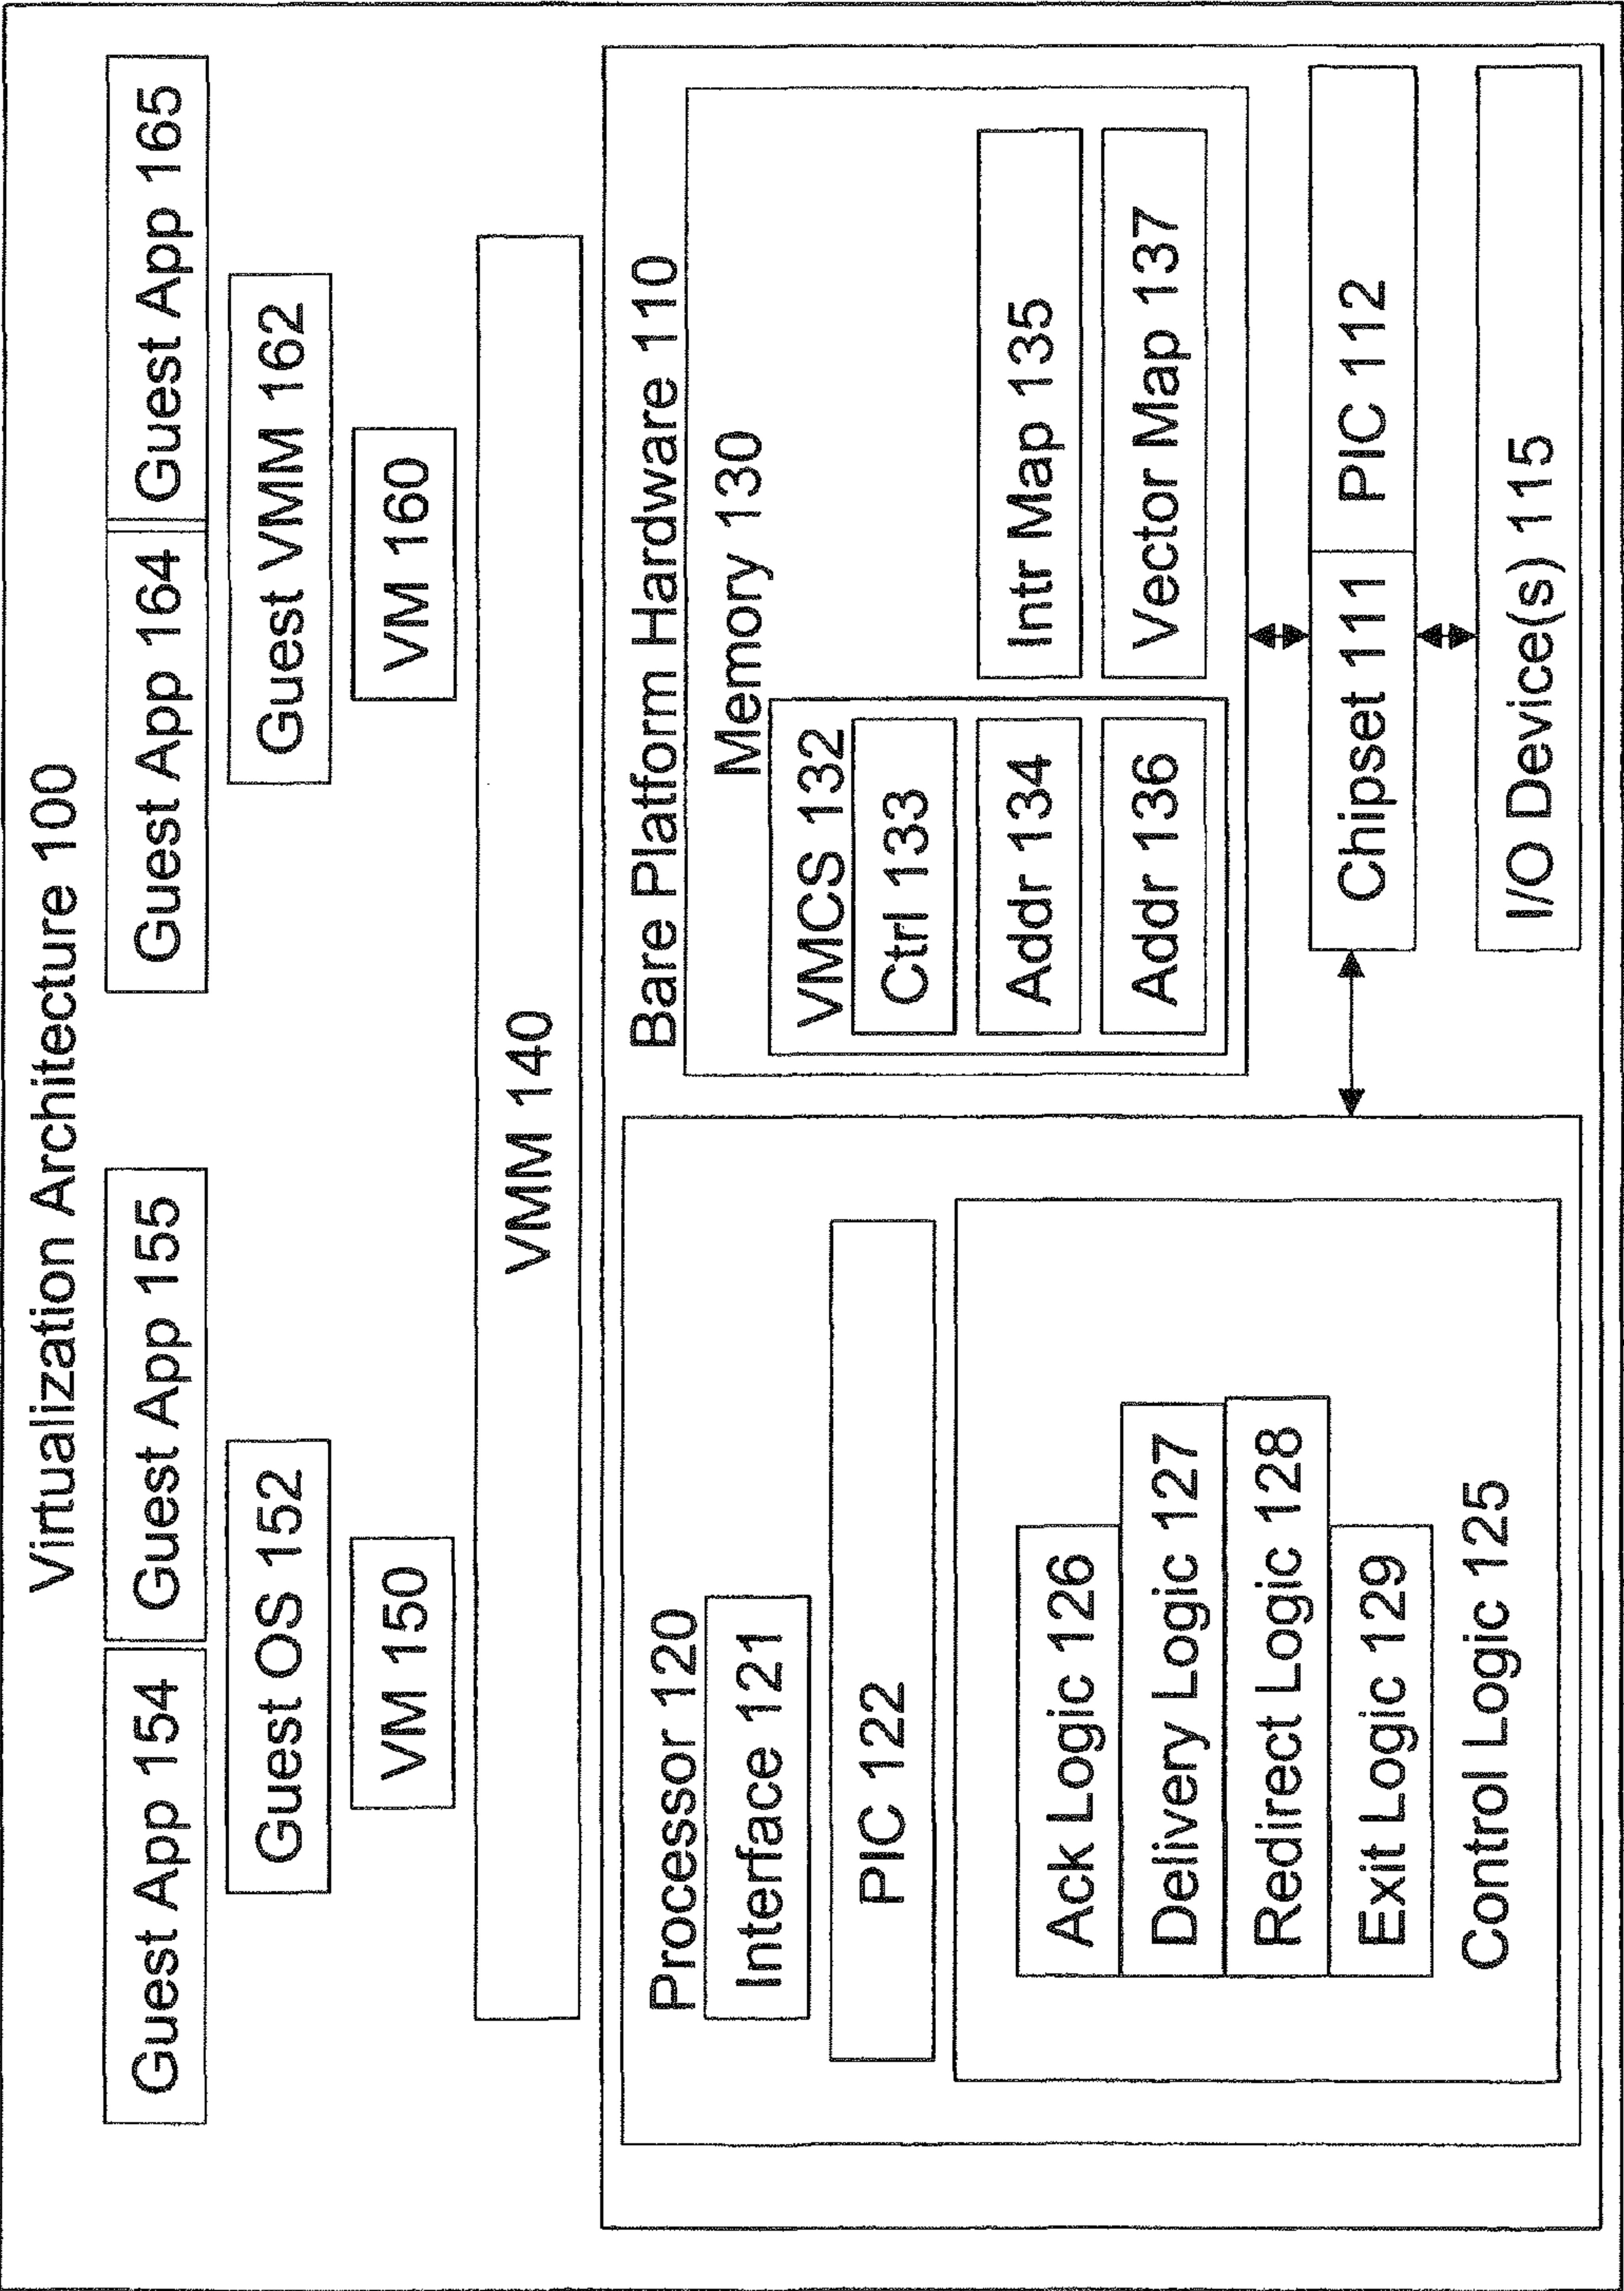 Virtualization Architecture 100
Guest App 154
Guest App 155
Guest App 164
Guest App 165
Guest OS 152
Guest VMM 162
VM 150
VM 160
VMM 140
Bare Platform Hardware 110
Processor 120
Interface 121
PIC 122
Ack Logic 126
Delivery Logic 127
Redirect Logic 128
Exit Logic 129
Control Logic 125
Memory 130
VMCS 132
Ctrl 133
Addr 134
Intr Map 135
Addr 136
Vector Map 137
Chipset 111
PIC 112
I/O Device(s) 115